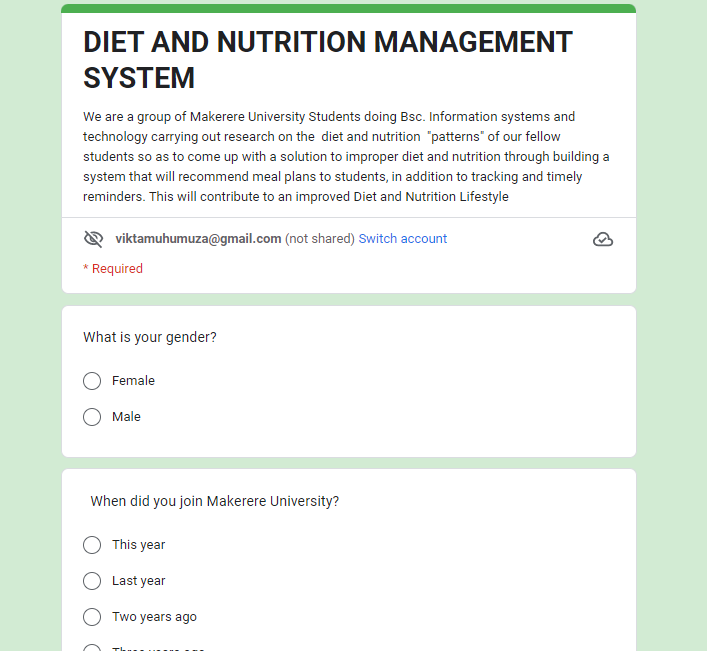 DIET AND NUTRITION MANAGEMENT
SYSTEM
We are a group of Makerere University Students doing Bsc. Information systems and
technology carrying out research on the  diet and nutrition  "patterns" of our fellow
students so as to come up with a solution to improper diet and nutrition through building a
system that will recommend meal plans to students, in addition to tracking and timely
reminders. This will contribute to an improved Diet and Nutrition Lifestyle
viktamuhumuza@gmail.com (not shared) Switch account
* Required
What is your gender?
Female
Male
When did you join Makerere University?
This year
Last year
Two years ago
Three years ago